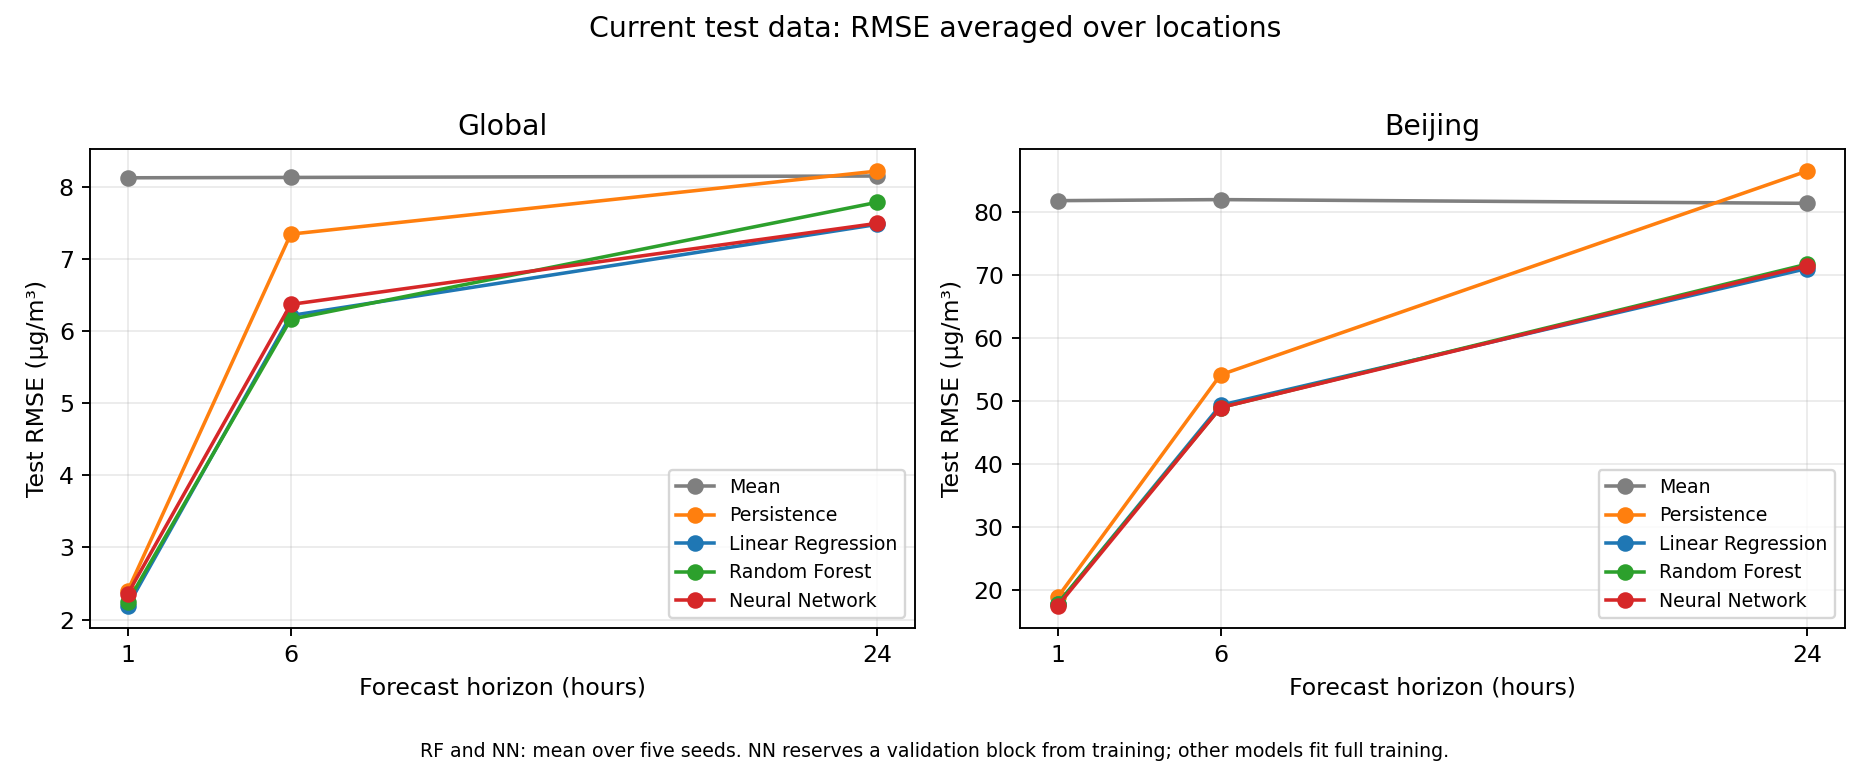 Current test data: RMSE averaged over locations
Global
Test RMSE (µg/m³)
8
7
6
5
4
3
2
1
6
24
Forecast horizon (hours)
Mean
Persistence
Linear Regression
Random Forest
Neural Network
Beijing
Test RMSE (µg/m³)
80
70
60
50
40
30
20
1
6
24
Forecast horizon (hours)
Mean
Persistence
Linear Regression
Random Forest
Neural Network
RF and NN: mean over five seeds. NN reserves a validation block from training; other models fit full training.